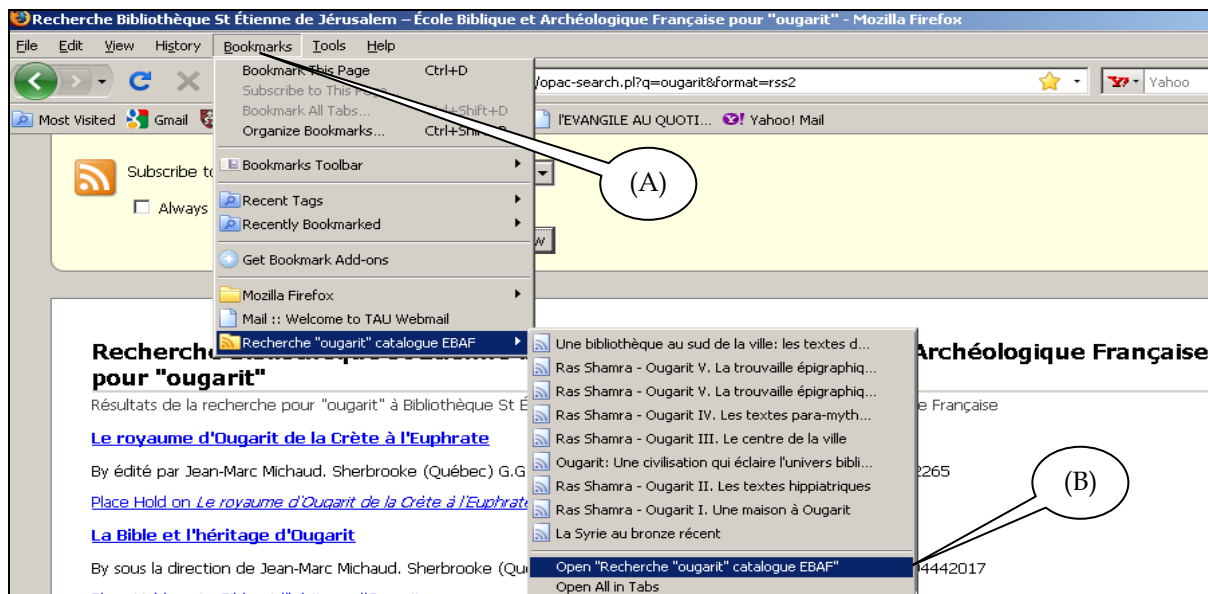 Recherche Bibliothèque St Étienne de Jérusalem – École Biblique et Archéologique Française pour "ougarit" - Mozilla Firefox
File Edit View History Bookmarks Tools Help
/opac-search.pl?q=ougarit&format=rss2 Yahoo
Most Visited Gmail l'EVANGILE AU QUOTI... Yahoo! Mail
Bookmark This Page Ctrl+D
Subscribe to This Page
Bookmark All Tabs... Ctrl+Shift+D
Organize Bookmarks...
Bookmarks Toolbar
Recent Tags
Recently Bookmarked
Get Bookmark Add-ons
Mozilla Firefox
Mail :: Welcome to TAU Webmail
Recherche "ougarit" catalogue EBAF
(A)
Subscribe to
Always
w
Une bibliothèque au sud de la ville: les textes d...
Ras Shamra - Ougarit V. La trouvaille épigraphiq...
Ras Shamra - Ougarit V. La trouvaille épigraphiq...
Ras Shamra - Ougarit IV. Les textes para-myth...
Ras Shamra - Ougarit III. Le centre de la ville
Ougarit: Une civilisation qui éclaire l'univers bibli...
Ras Shamra - Ougarit II. Les textes hippiatriques
Ras Shamra - Ougarit I. Une maison à Ougarit
La Syrie au bronze récent
Open "Recherche "ougarit" catalogue EBAF"
Open All in Tabs
(B)
Recherche Archéologique Française
pour "ougarit"
Résultats de la recherche pour "ougarit" à Bibliothèque St É e Française
Le royaume d'Ougarit de la Crète à l'Euphrate
By édité par Jean-Marc Michaud. Sherbrooke (Québec) G.G 2265
Place Hold on Le royaume d'Ougarit de la Crète à l'Euphrate
La Bible et l'héritage d'Ougarit
By sous la direction de Jean-Marc Michaud. Sherbrooke (Qu 4442017